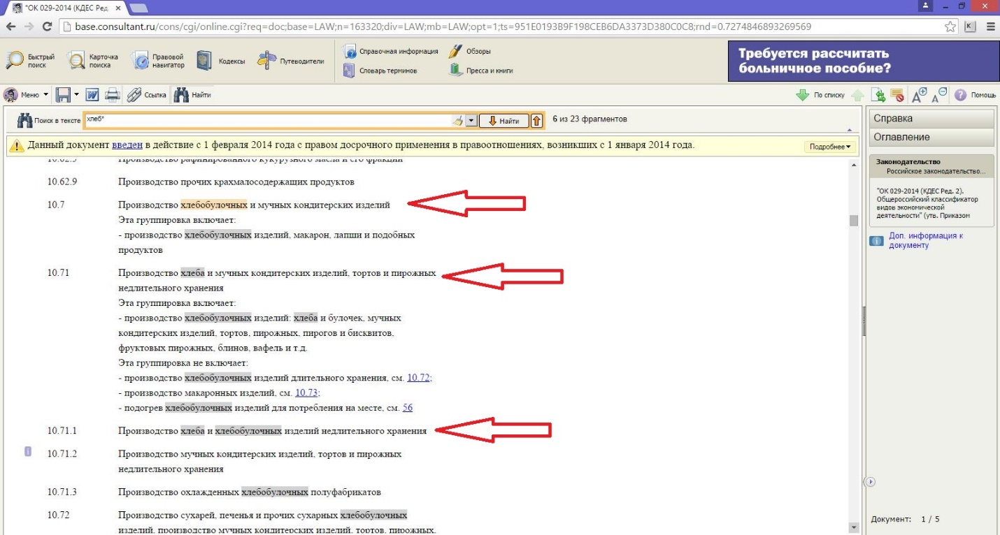 "ОК 029-2014 (КДЕС Ред.
base.consultant.ru/cons/cgi/online.cgi?req=doc;base=LAW;n=163320;div=LAW;mb=LAW;opt=1;ts=951E0193B9F198CEB6DA3373D380C0C8;rnd=0.7274846893269569
K
Быстрый поиск
Карточка поиска
Правовой навигатор
Кодексы
Путеводители
Справочная информация
Словарь терминов
Обзоры
Пресса и книги
Требуется рассчитать
больничное пособие?
Меню
Ссылка
Найти
По списку
Помощь
Поиск в тексте
хлеб*
Найти
6 из 23 фрагментов
Данный документ введен в действие с 1 февраля 2014 года с правом досрочного применения в правоотношениях, возникших с 1 января 2014 года.
Подробнее
Производство рафинированного кукурузного масла и его фракций
10.62.9 Производство прочих крахмалосодержащих продуктов
10.7 Производство хлебобулочных и мучных кондитерских изделий
Эта группировка включает:
- производство хлебобулочных изделий, макарон, лапши и подобных
продуктов
10.71 Производство хлеба и мучных кондитерских изделий, тортов и пирожных
недлительного хранения
Эта группировка включает:
- производство хлебобулочных изделий: хлеба и булочек, мучных
кондитерских изделий, тортов, пирожных, пирогов и бисквитов,
фруктовых пирожных, блинов, вафель и т.д.
Эта группировка не включает:
- производство хлебобулочных изделий длительного хранения, см. 10.72;
- производство макаронных изделий, см. 10.73;
- подогрев хлебобулочных изделий для потребления на месте, см. 56
10.71.1 Производство хлеба и хлебобулочных изделий недлительного хранения
10.71.2 Производство мучных кондитерских изделий, тортов и пирожных
недлительного хранения
10.71.3 Производство охлажденных хлебобулочных полуфабрикатов
10.72 Производство сухарей, печенья и прочих сухарных хлебобулочных
изделий, производство мучных кондитерских изделий, тортов, пирожных,
Справка
Оглавление
Законодательство
Российское законодательство...
"ОК 029-2014 (КДЕС Ред. 2).
Общероссийский классификатор
видов экономической
деятельности" (утв. Приказом
Доп. информация к
документу
Документ: 1 / 5